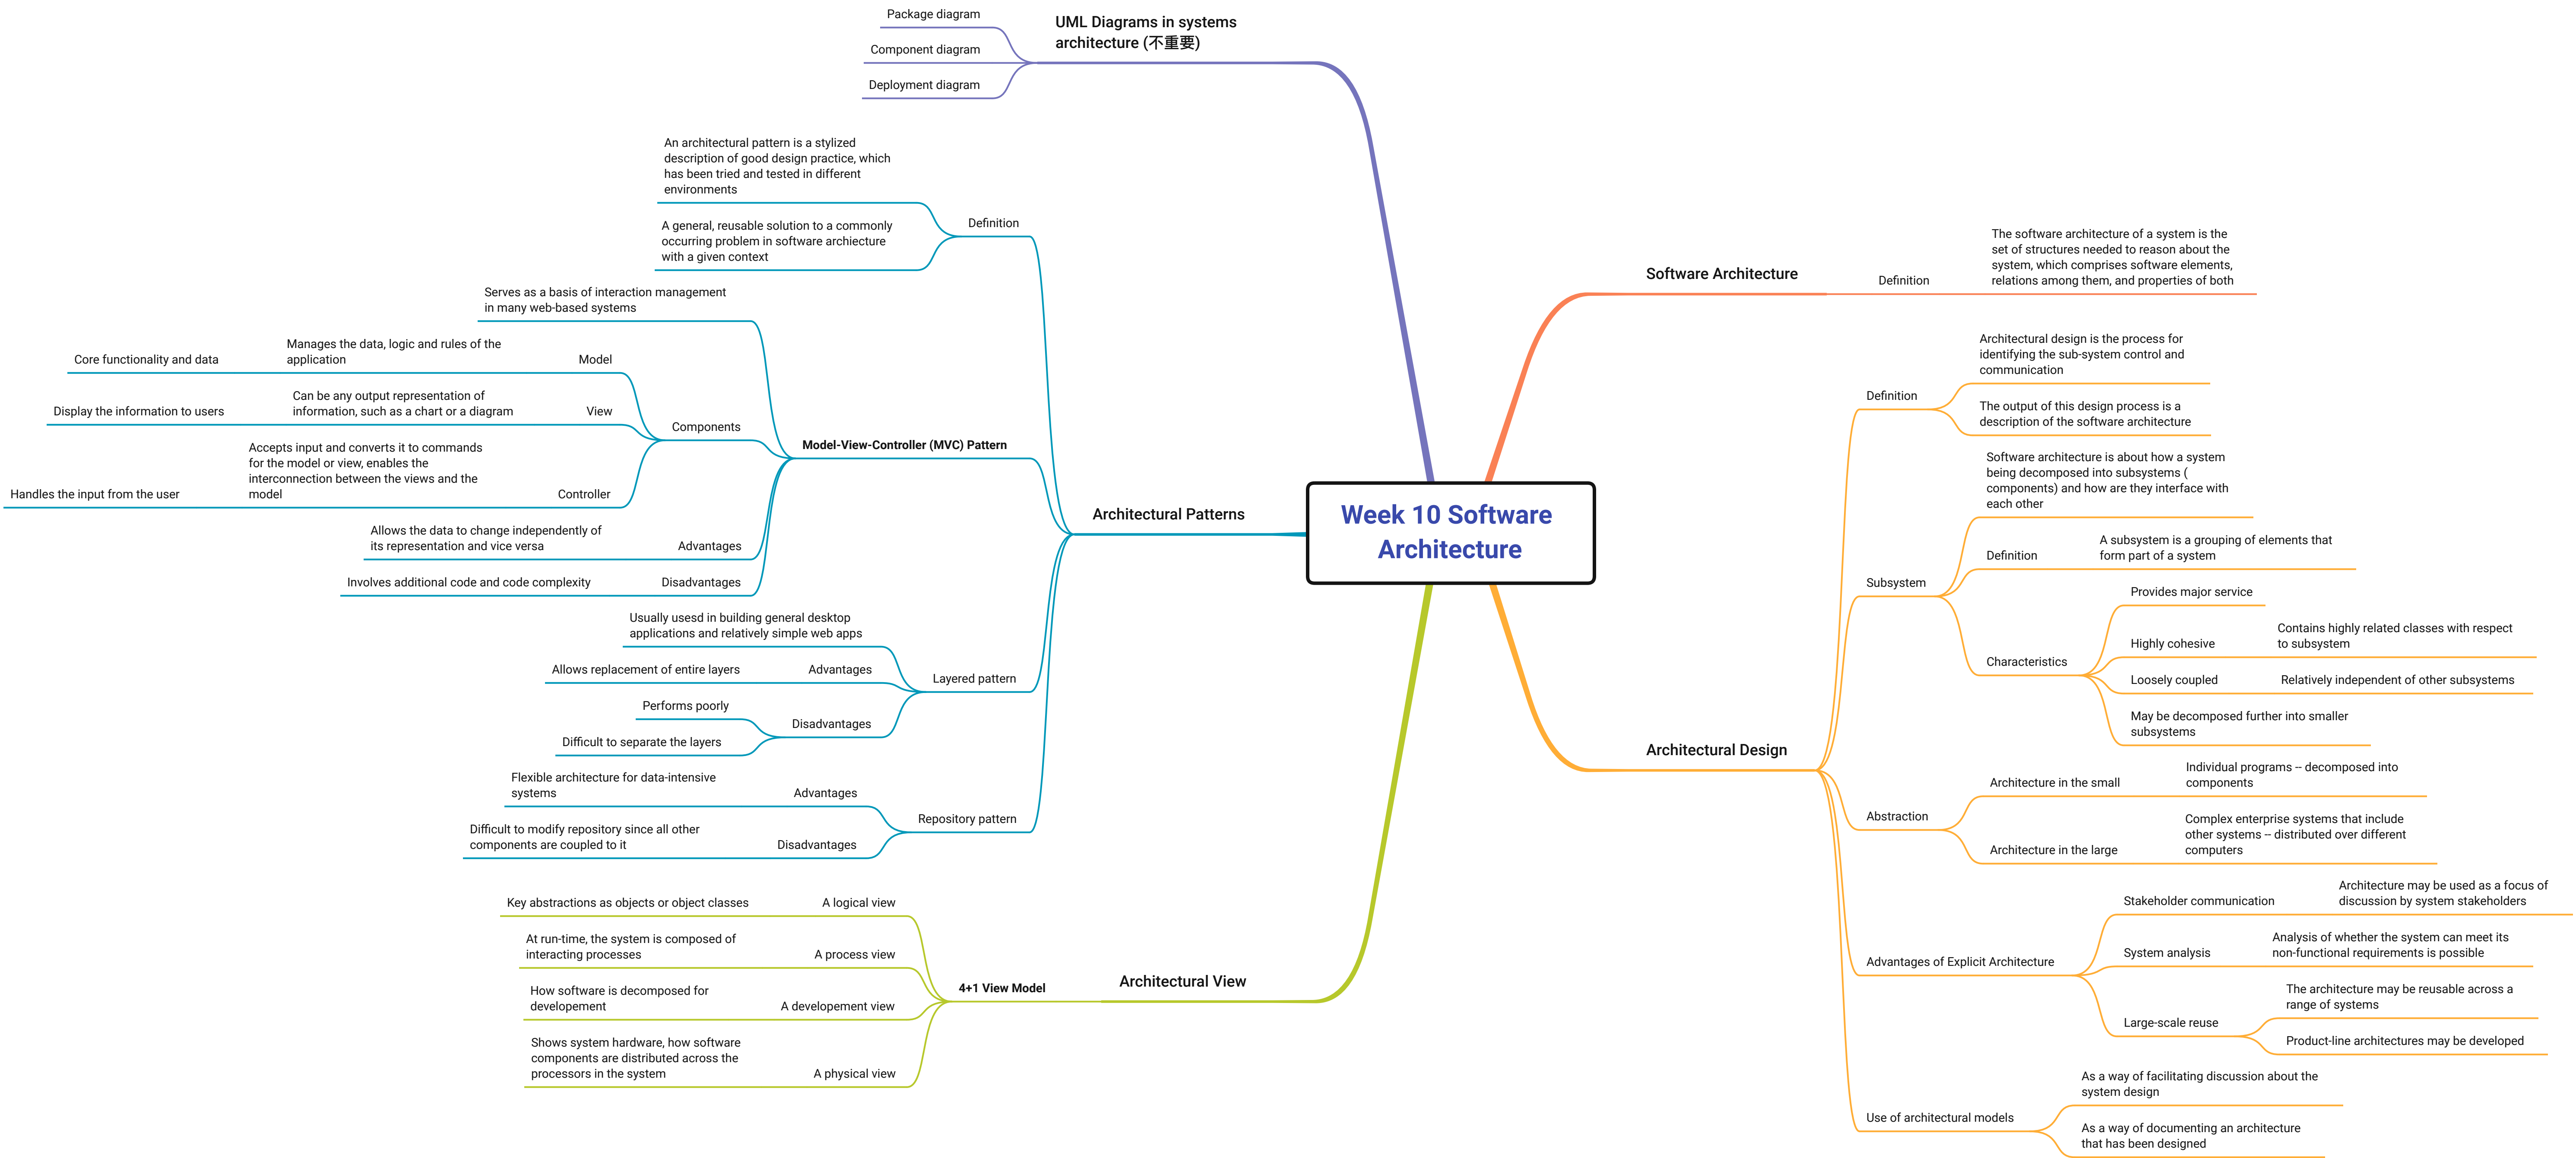 Week 10 Software
Architecture
Software Architecture
Definition
The software architecture of a system is the
set of structures needed to reason about the
system, which comprises software elements,
relations among them, and properties of both
Architectural Design
Definition
Architectural design is the process for
identifying the sub-system control and
communication
The output of this design process is a
description of the software architecture
Subsystem
Software architecture is about how a system
being decomposed into subsystems (
components) and how are they interface with
each other
Definition
A subsystem is a grouping of elements that
form part of a system
Characteristics
Provides major service
Highly cohesive
Contains highly related classes with respect
to subsystem
Loosely coupled
Relatively independent of other subsystems
May be decomposed further into smaller
subsystems
Abstraction
Architecture in the small
Individual programs -- decomposed into
components
Architecture in the large
Complex enterprise systems that include
other systems -- distributed over different
computers
Advantages of Explicit Architecture
Stakeholder communication
Architecture may be used as a focus of
discussion by system stakeholders
System analysis
Analysis of whether the system can meet its
non-functional requirements is possible
Large-scale reuse
The architecture may be reusable across a
range of systems
Product-line architectures may be developed
Use of architectural models
As a way of facilitating discussion about the
system design
As a way of documenting an architecture
that has been designed
UML Diagrams in systems
architecture (不重要)
Package diagram
Component diagram
Deployment diagram
Architectural Patterns
Definition
An architectural pattern is a stylized
description of good design practice, which
has been tried and tested in different
environments
A general, reusable solution to a commonly
occurring problem in software archiecture
with a given context
Model-View-Controller (MVC) Pattern
Serves as a basis of interaction management
in many web-based systems
Components
Model
Manages the data, logic and rules of the
application
Core functionality and data
View
Can be any output representation of
information, such as a chart or a diagram
Display the information to users
Controller
Accepts input and converts it to commands
for the model or view, enables the
interconnection between the views and the
model
Handles the input from the user
Advantages
Allows the data to change independently of
its representation and vice versa
Disadvantages
Involves additional code and code complexity
Layered pattern
Usually usesd in building general desktop
applications and relatively simple web apps
Advantages
Allows replacement of entire layers
Disadvantages
Performs poorly
Difficult to separate the layers
Repository pattern
Advantages
Flexible architecture for data-intensive
systems
Disadvantages
Difficult to modify repository since all other
components are coupled to it
Architectural View
4+1 View Model
A logical view
Key abstractions as objects or object classes
A process view
At run-time, the system is composed of
interacting processes
A developement view
How software is decomposed for
developement
A physical view
Shows system hardware, how software
components are distributed across the
processors in the system